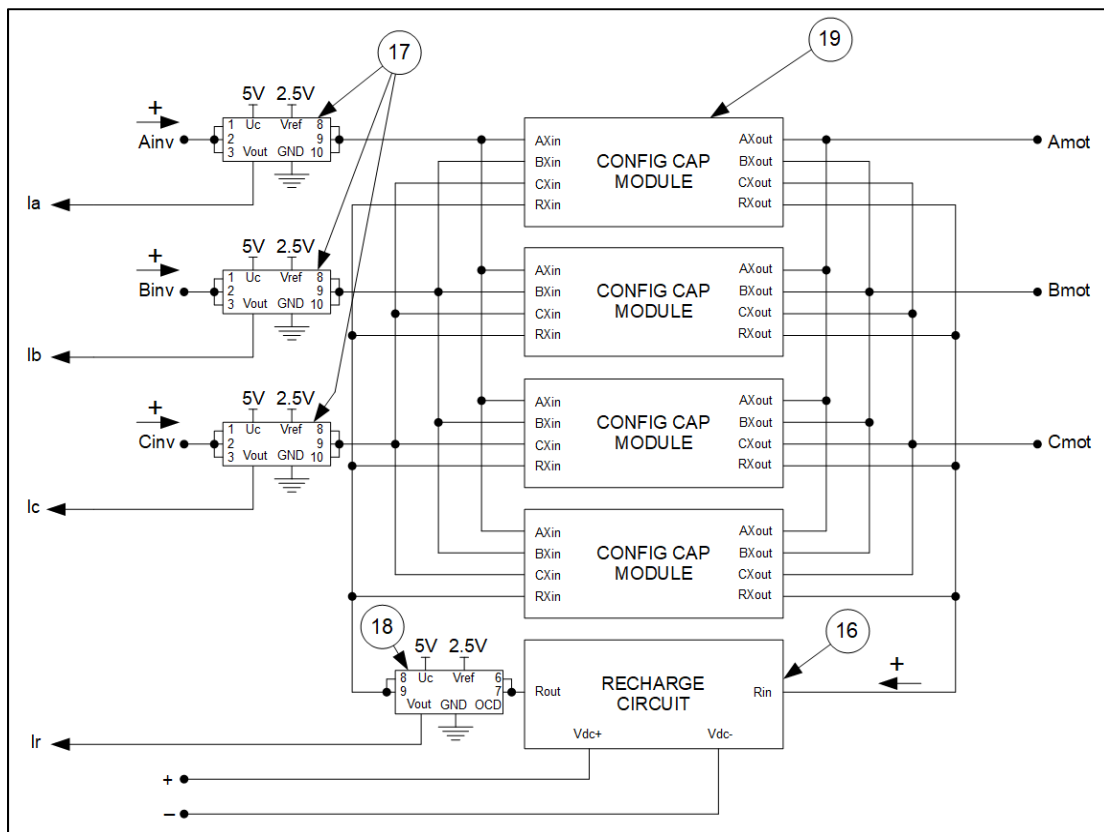 17
19
5V 2.5V
+
Ainv
1 Uc Vref 8
2 9
3 Vout GND 10
Ia
AXin AXout
BXin CONFIG CAP BXout
CXin MODULE CXout
RXin RXout
Amot
5V 2.5V
+
Binv
1 Uc Vref 8
2 9
3 Vout GND 10
Ib
AXin AXout
BXin CONFIG CAP BXout
CXin MODULE CXout
RXin RXout
Bmot
5V 2.5V
+
Cinv
1 Uc Vref 8
2 9
3 Vout GND 10
Ic
AXin AXout
BXin CONFIG CAP BXout
CXin MODULE CXout
RXin RXout
Cmot
AXin AXout
BXin CONFIG CAP BXout
CXin MODULE CXout
RXin RXout
18
16
5V 2.5V
8 Uc Vref 6
9 7
Vout GND OCD
Ir
Rout RECHARGE Rin
CIRCUIT
Vdc+ Vdc-
+
+
−